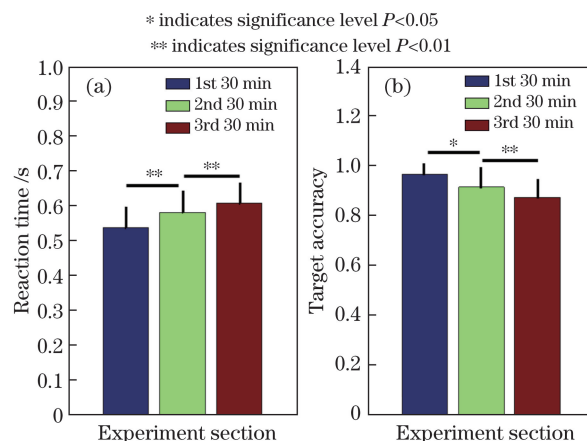 * indicates significance level P<0.05
** indicates significance level P<0.01
(a)
1st 30 min
2nd 30 min
3rd 30 min
**
**
Reaction time /s
1.0
0.9
0.8
0.7
0.6
0.5
0.4
0.3
0.2
0.1
0
Experiment section
(b)
1st 30 min
2nd 30 min
3rd 30 min
*
**
Target accuracy
1.4
1.2
1.0
0.8
0.6
0.4
0.2
0
Experiment section